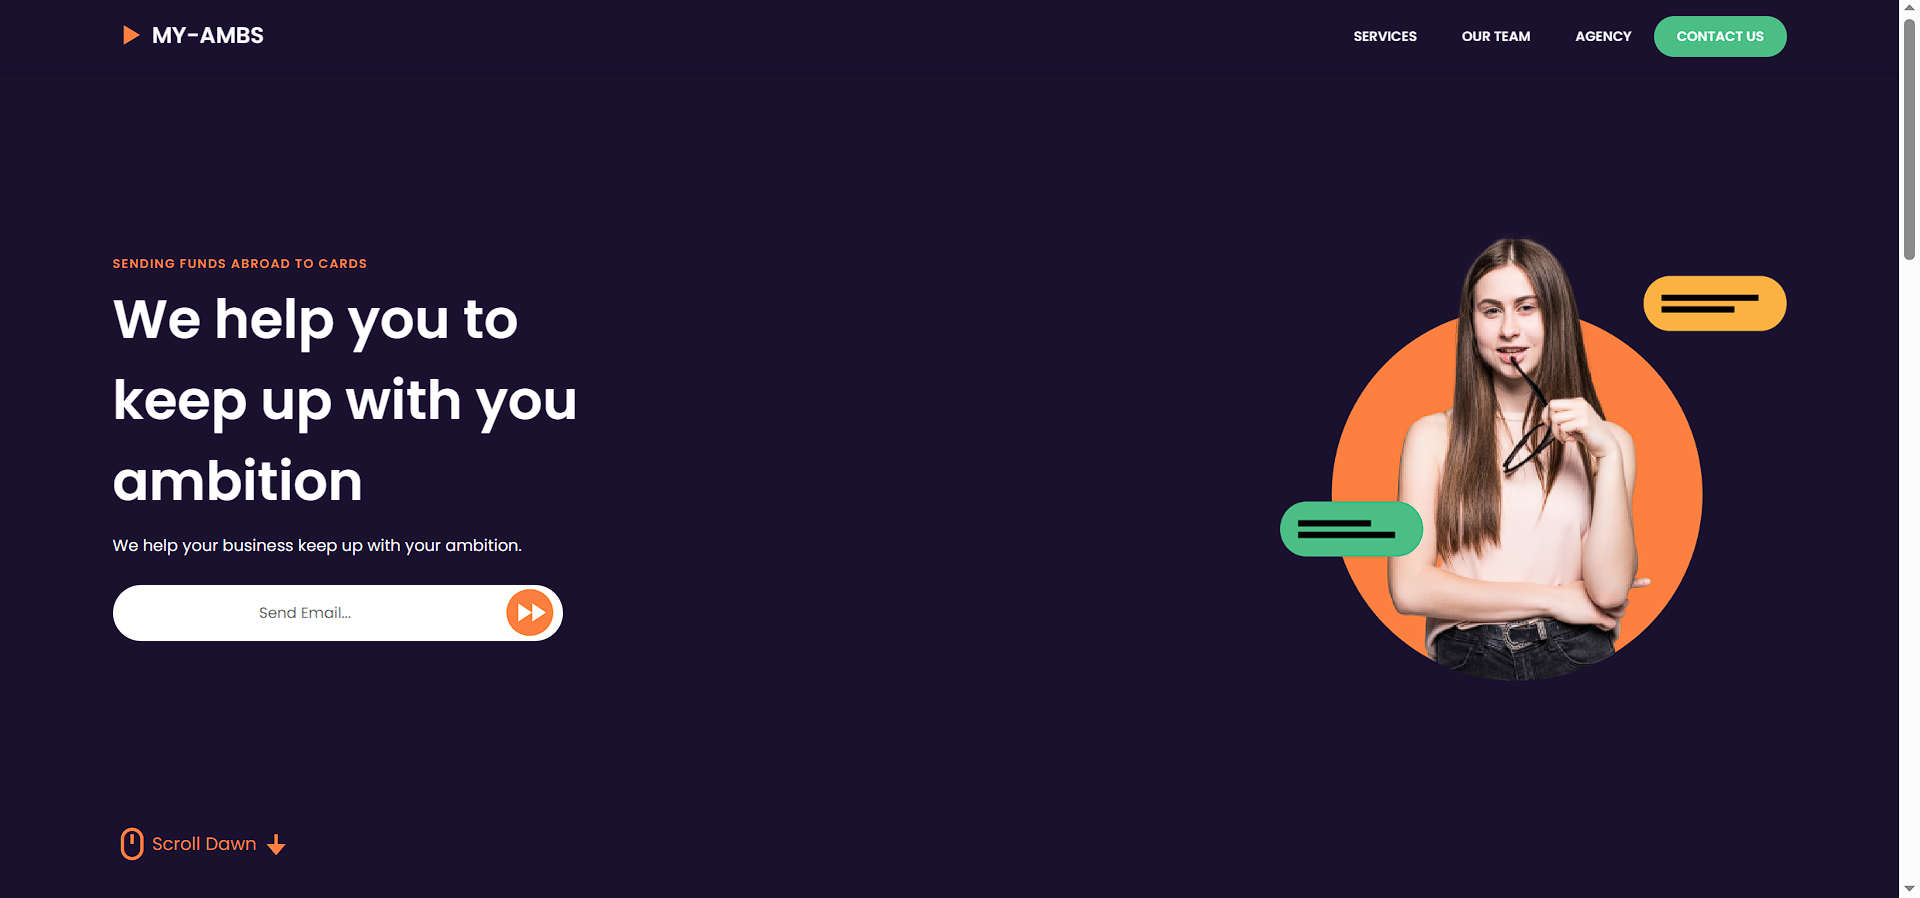 MY-AMBS
SERVICES
OUR TEAM
AGENCY
CONTACT US
SENDING FUNDS ABROAD TO CARDS
We help you to
keep up with you
ambition
We help your business keep up with your ambition.
Send Email...
Scroll Dawn